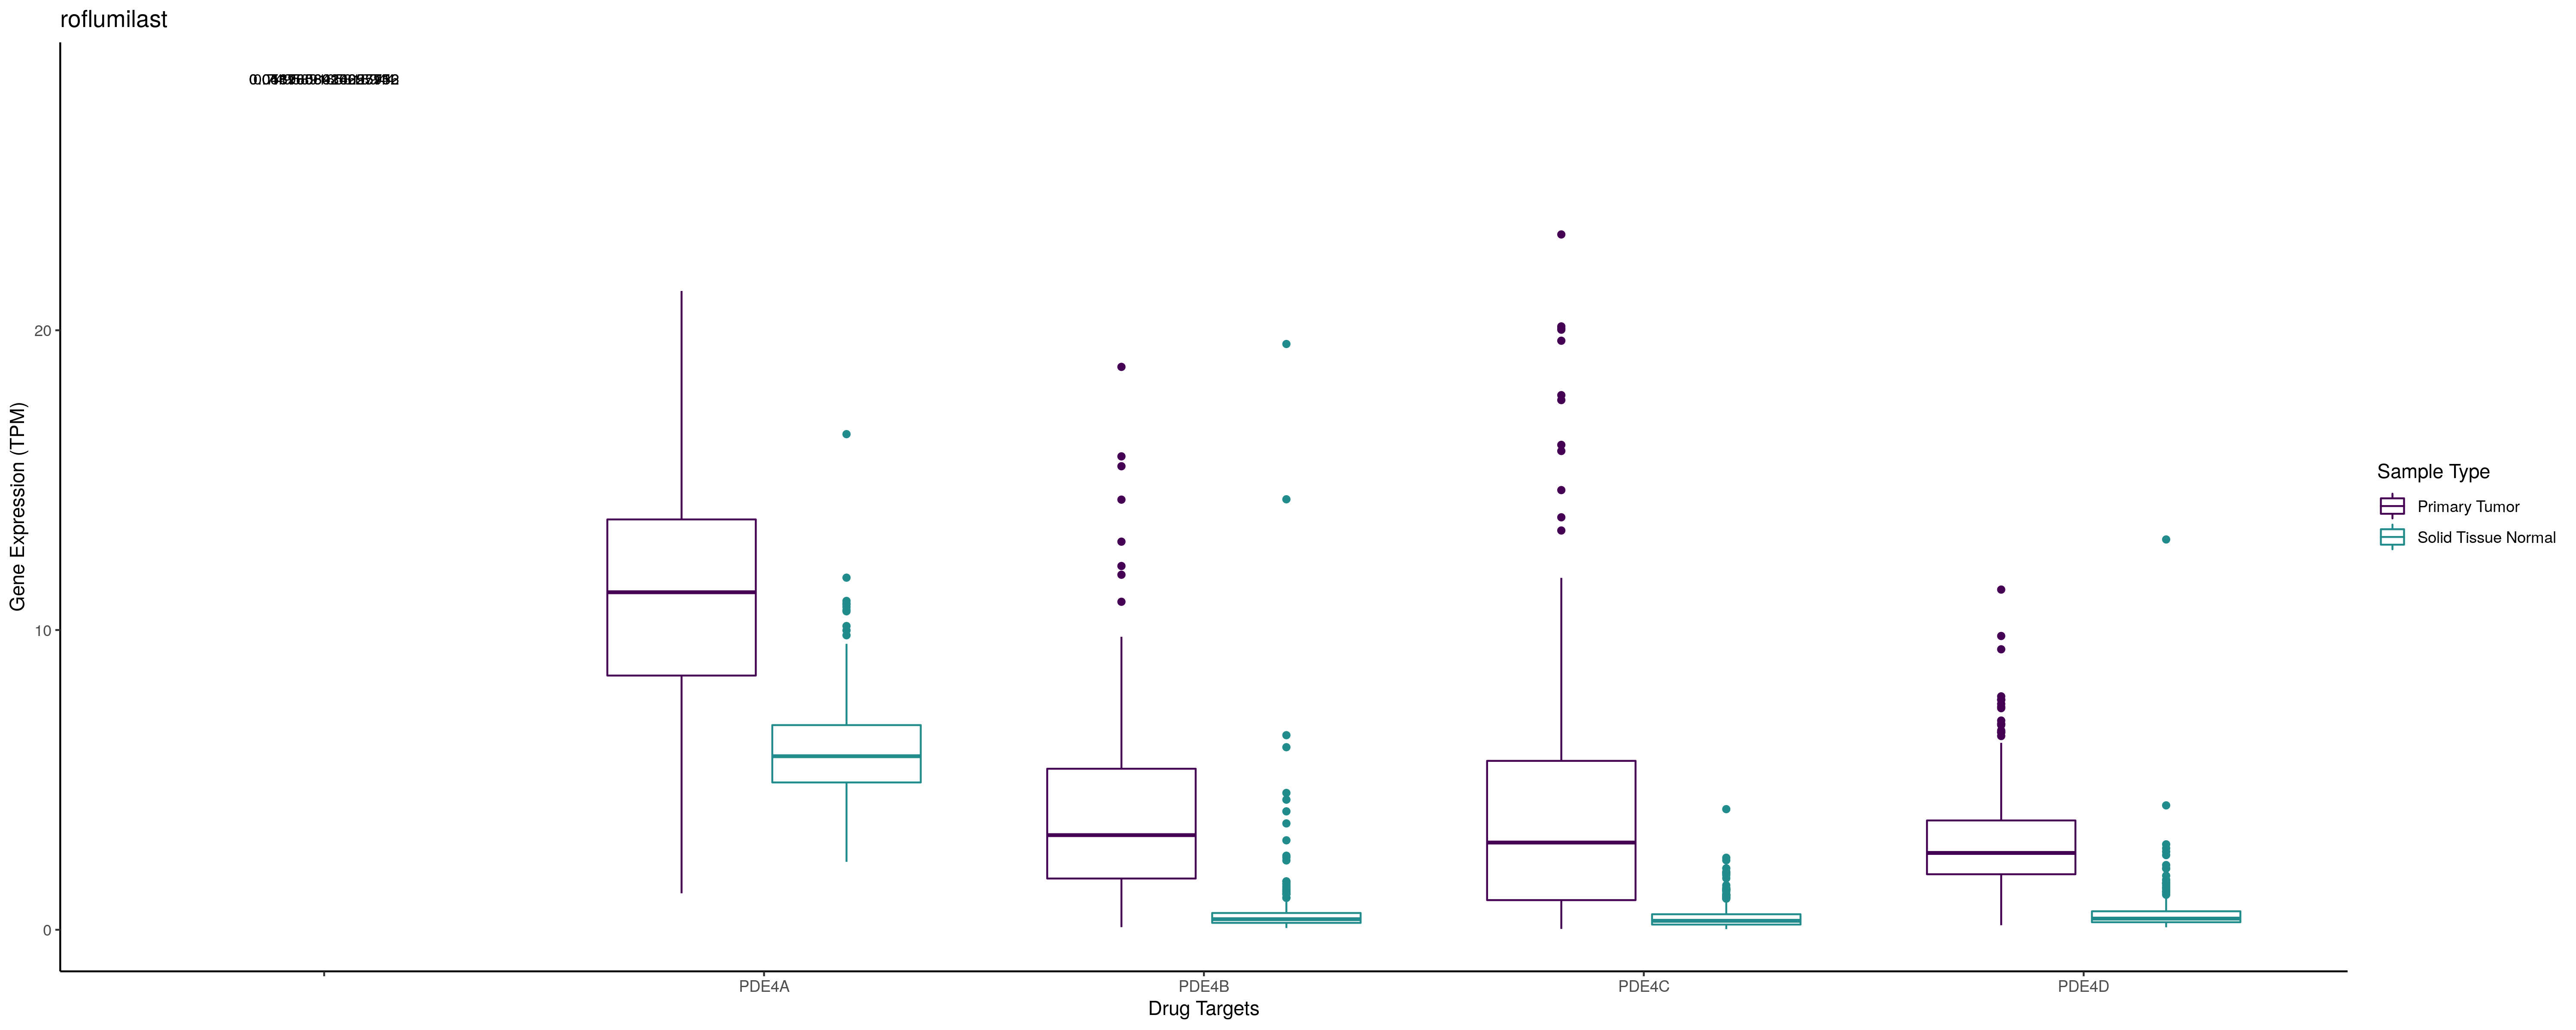 roflumilast
20
10
0
Gene Expression (TPM)
PDE4A
PDE4B
PDE4C
PDE4D
Drug Targets
Sample Type
Primary Tumor
Solid Tissue Normal